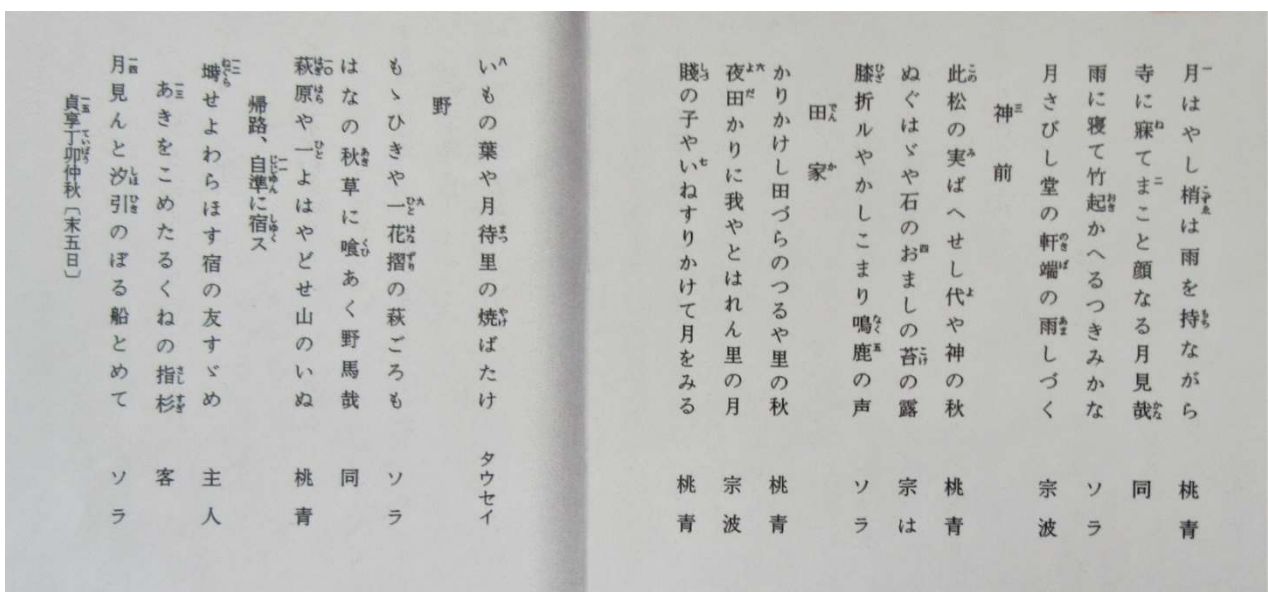 月はやし梢は雨を持ながら 桃青
寺に寐てまこと顔なる月見哉 同
雨に寝て竹起かへるつきみかな ソラ
月さびし堂の軒端の雨しづく 宗波
神前
此松の実ばへせし代や神の秋 桃青
ぬぐはゞや石のおましの苔の露 宗は
膝折ルやかしこまり鳴鹿の声 ソラ
田家
かりかけし田づらのつるや里の秋 桃青
夜田かりに我やとはれん里の月 宗波
賤の子やいねすりかけて月をみる 桃青
いもの葉や月待里の焼ばたけ タウセイ
野
もゝひきや一花摺の萩ごろも ソラ
はなの秋草に喰あく野馬哉 同
萩原や一よはやどせ山のいぬ 桃青
帰路、自準に宿ス
塒せよわらほす宿の友すゞめ 主人
あきをこめたるくねの指杉 客
月見んと汐引のぼる船とめて ソラ
貞享丁卯仲秋〔末五日〕